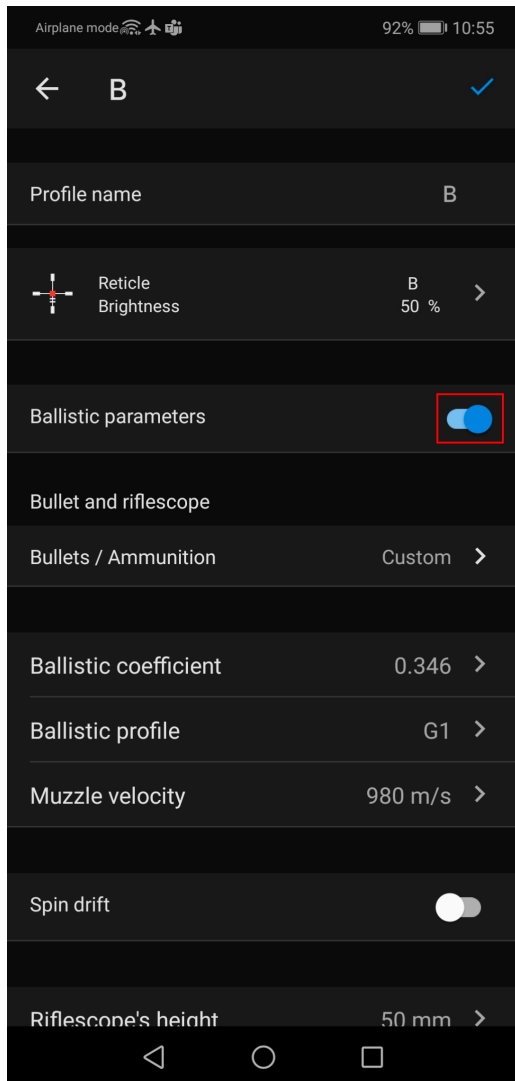 Airplane mode 92% 10:55
B
Profile name B
Reticle B
Brightness 50 %
Ballistic parameters
Bullet and riflescope
Bullets / Ammunition Custom
Ballistic coefficient 0.346
Ballistic profile G1
Muzzle velocity 980 m/s
Spin drift
Riflescope's height 50 mm